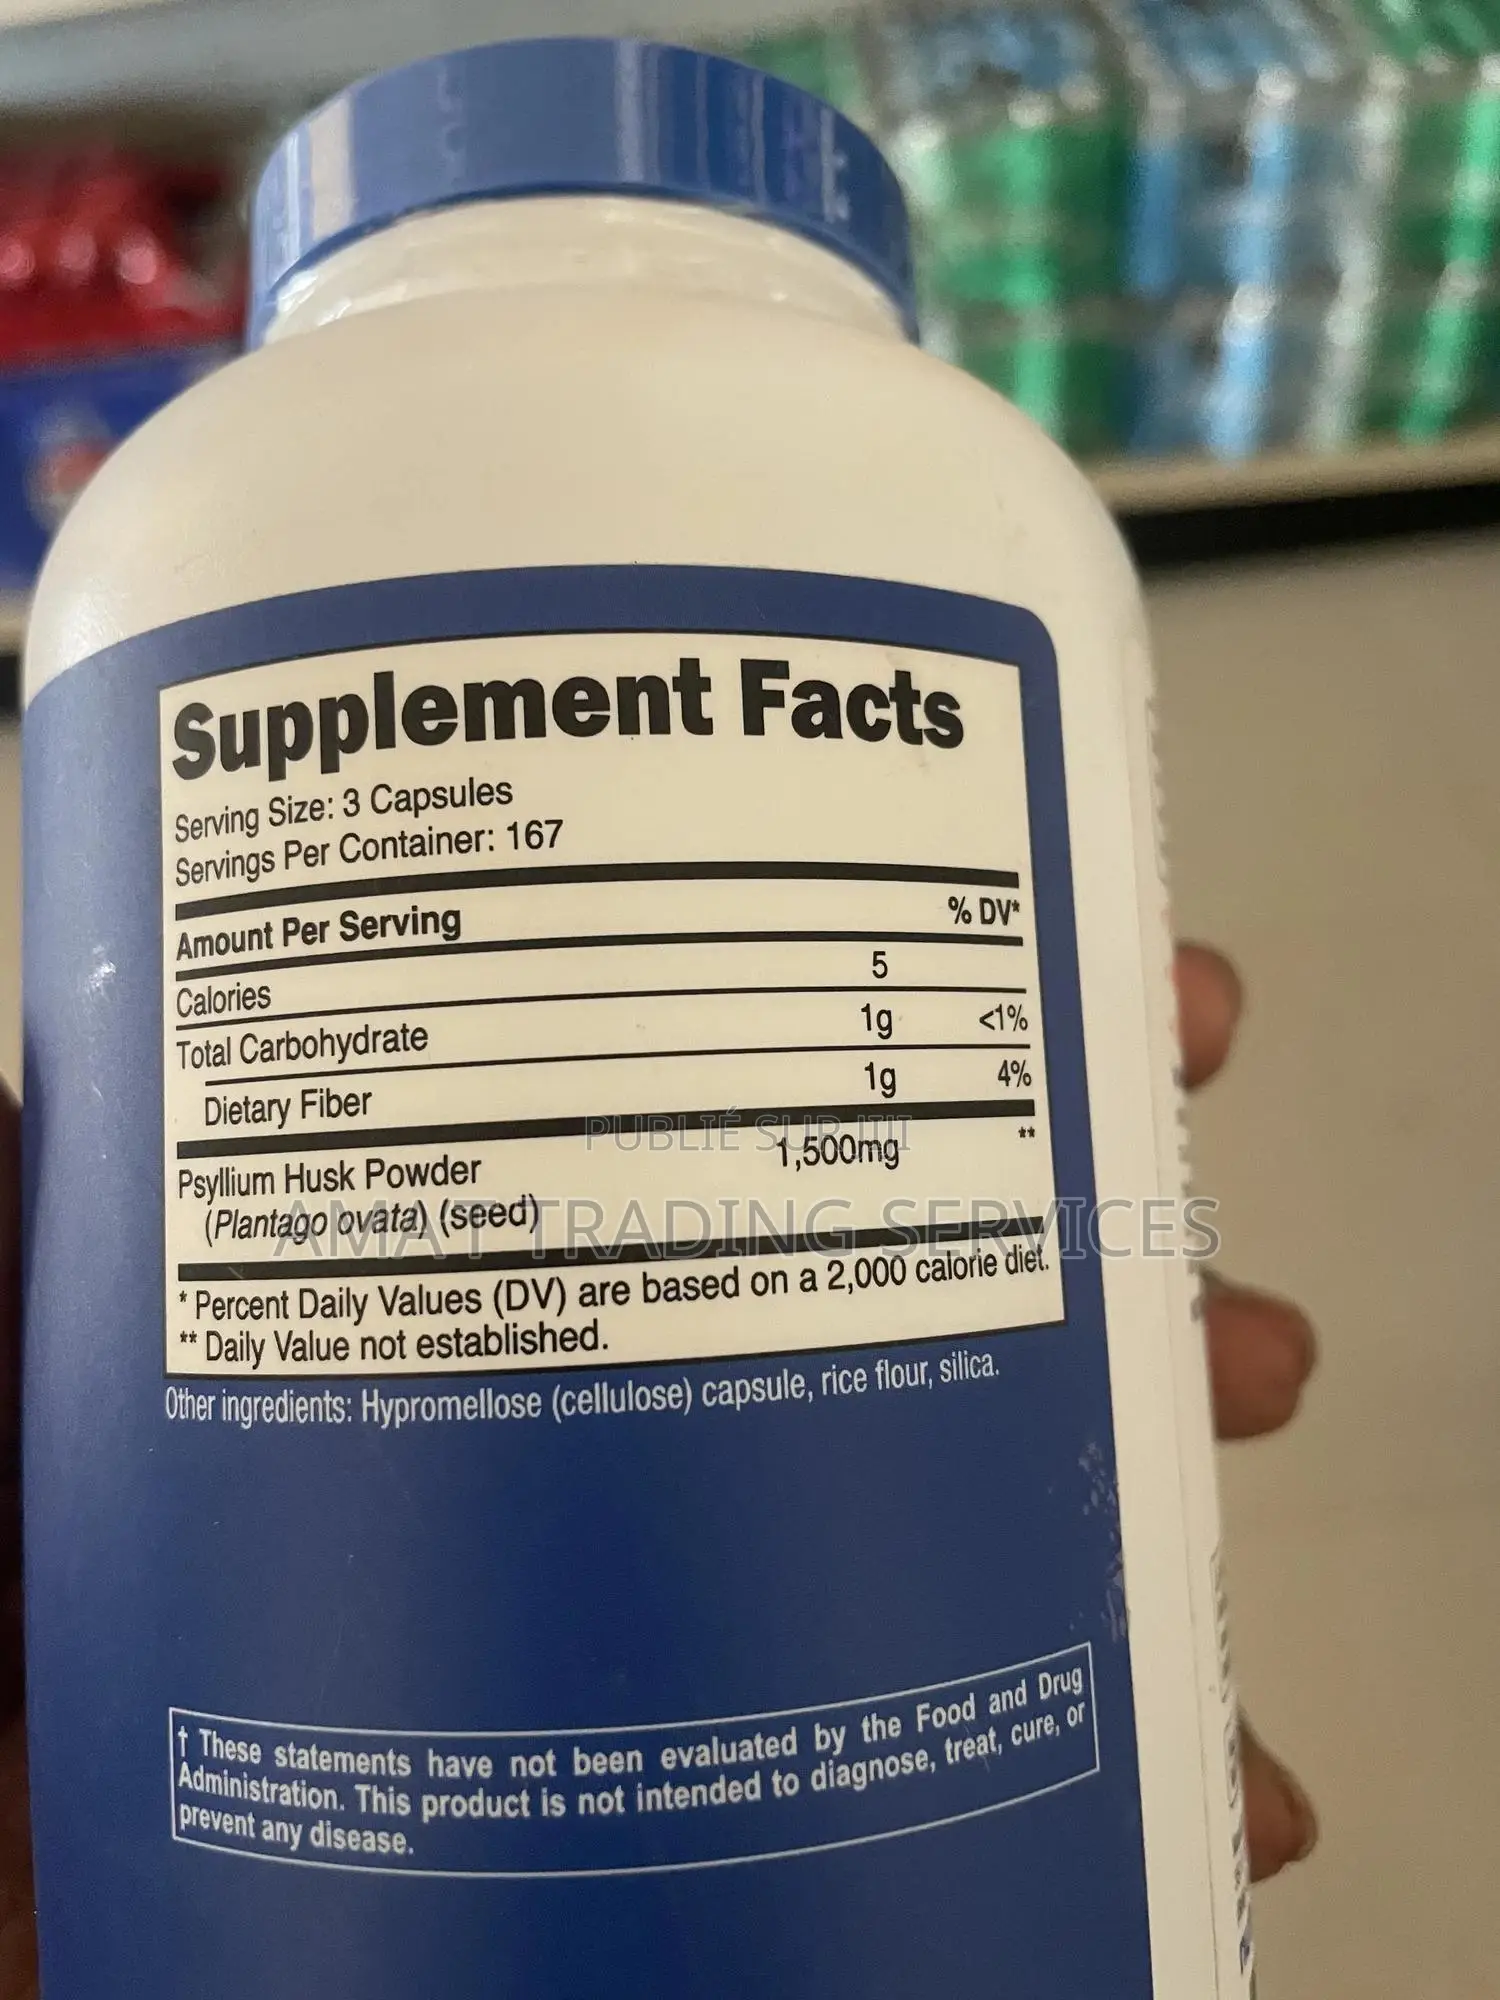 Supplement Facts
Serving Size: 3 Capsules
Servings Per Container: 167
Amount Per Serving % DV*
Calories 5
Total Carbohydrate 1g <1%
Dietary Fiber 1g 4%
Psyllium Husk Powder 1,500mg **
(Plantago ovata) (seed)
* Percent Daily Values (DV) are based on a 2,000 calorie diet.
** Daily Value not established.
Other ingredients: Hypromellose (cellulose) capsule, rice flour, silica.
† These statements have not been evaluated by the Food and Drug
Administration. This product is not intended to diagnose, treat, cure, or
prevent any disease.
PUBLIÉ SUR JIJI
AMAT TRADING SERVICES